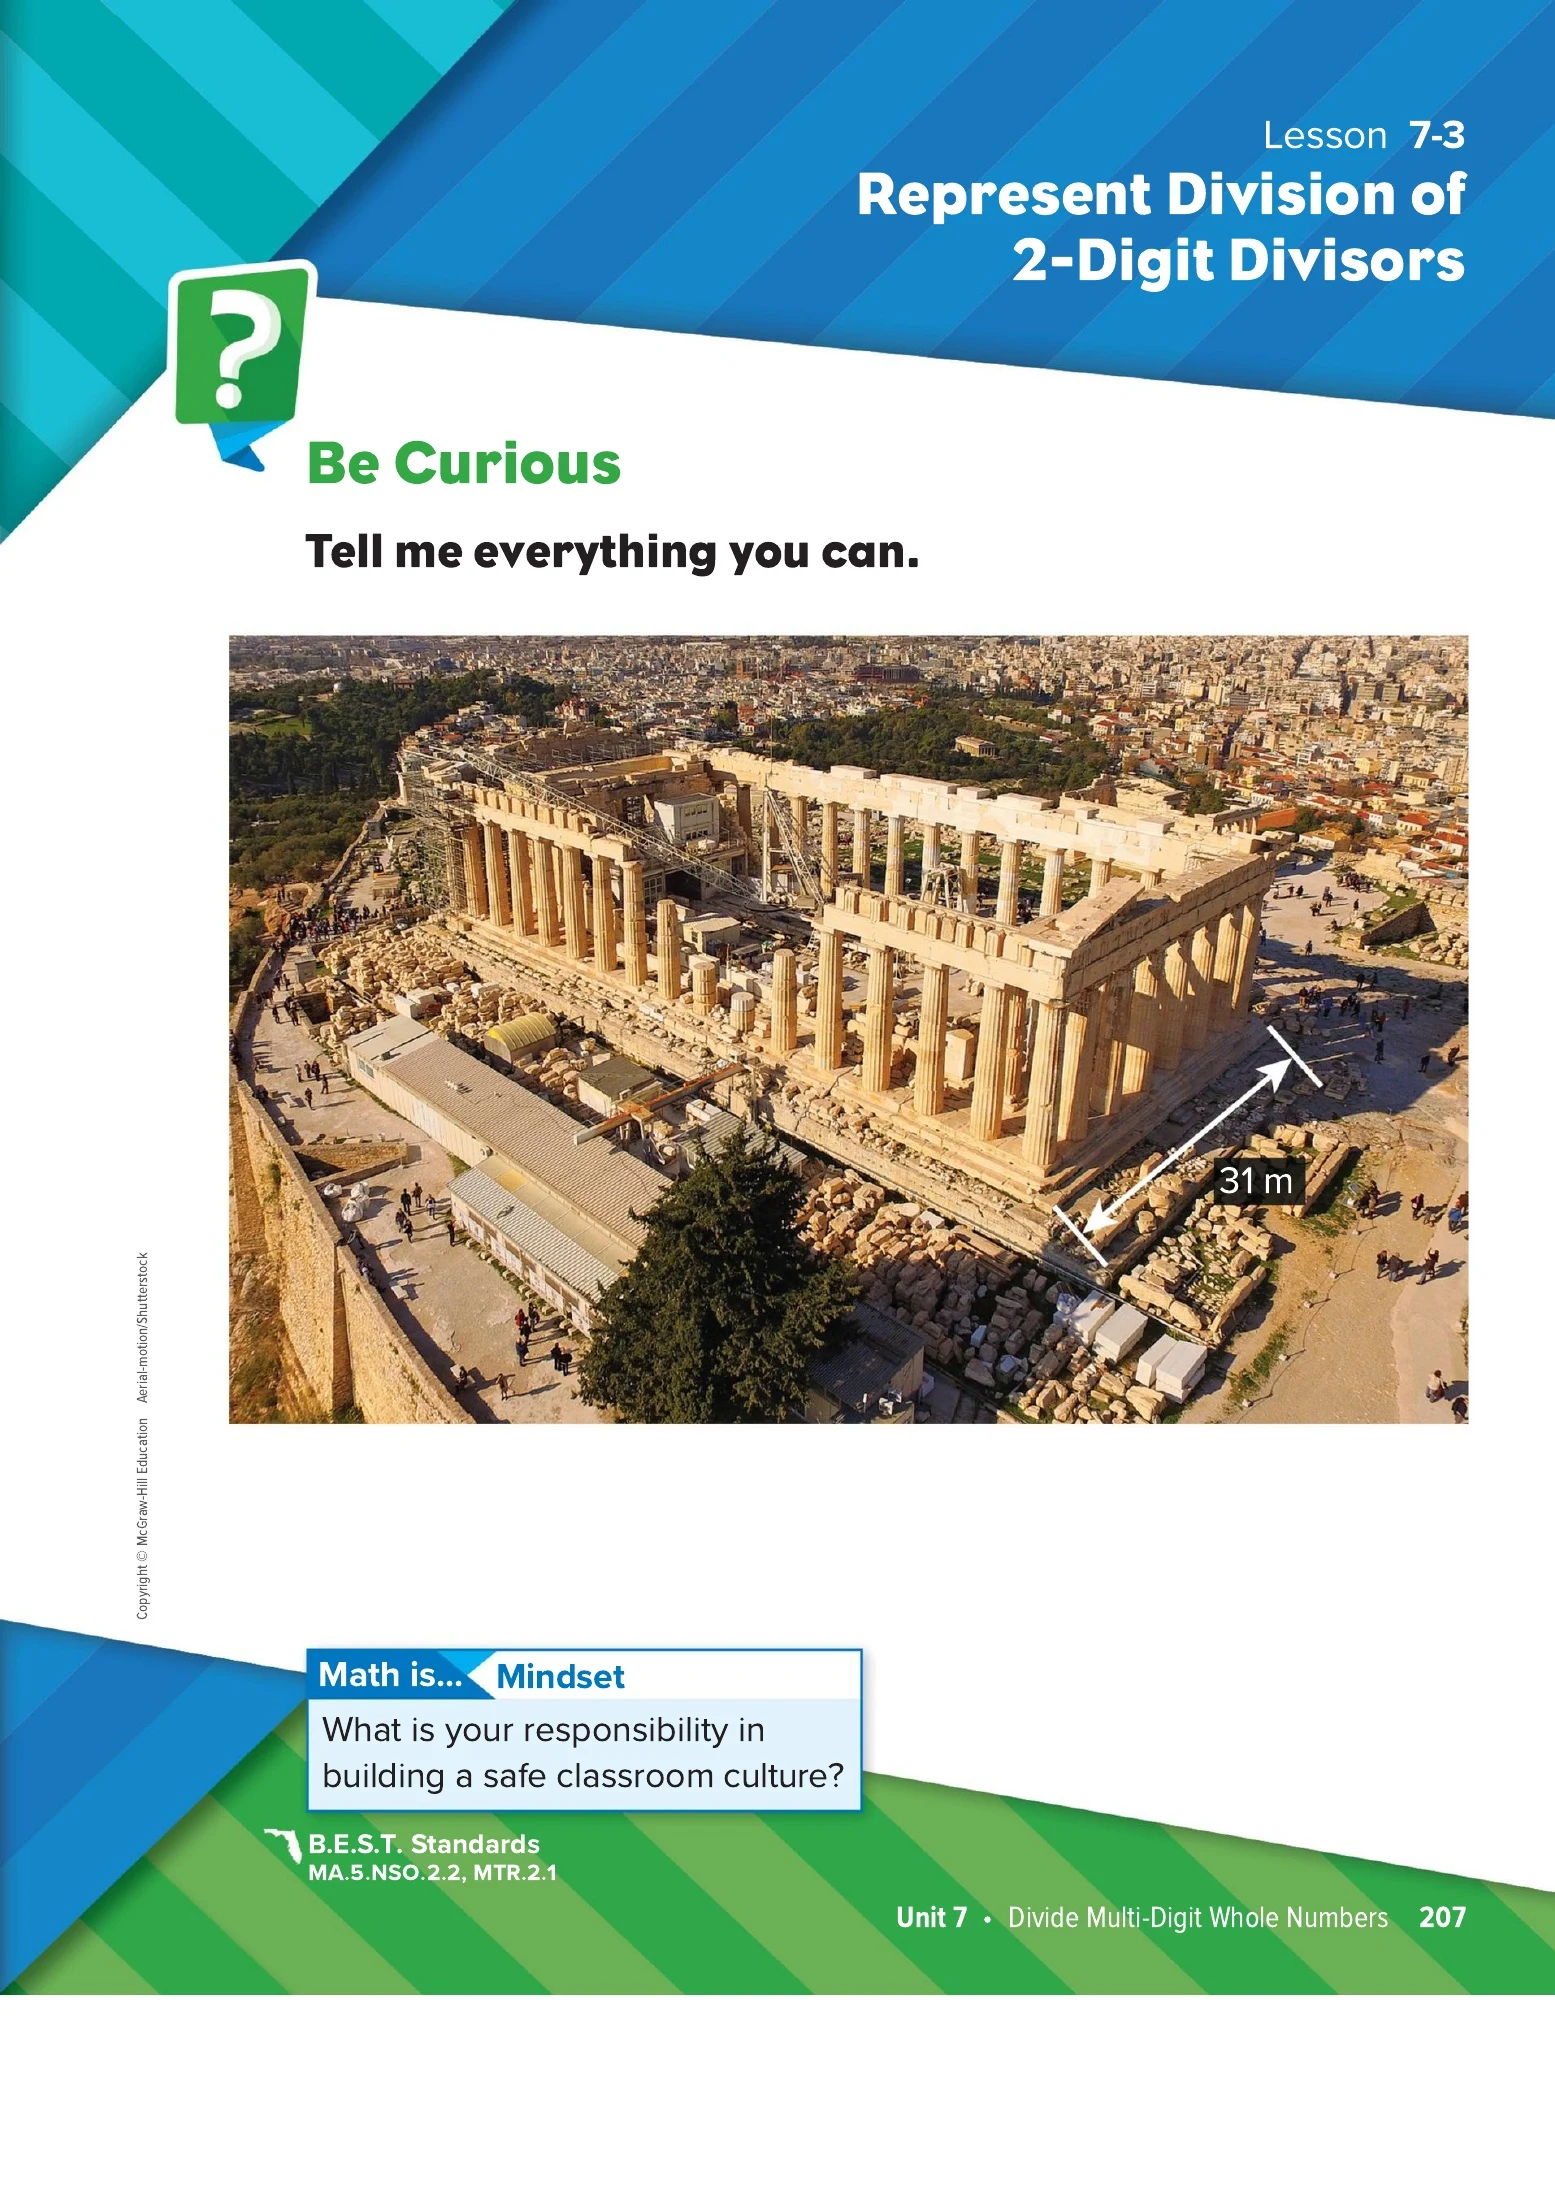 Lesson 7-3
Represent Division of
2-Digit Divisors
?
Be Curious
Tell me everything you can.
31 m
Copyright © McGraw-Hill Education Aerial-motion/Shutterstock
Math is... Mindset
What is your responsibility in
building a safe classroom culture?
B.E.S.T. Standards
MA.5.NSO.2.2, MTR.2.1
Unit 7 • Divide Multi-Digit Whole Numbers 207